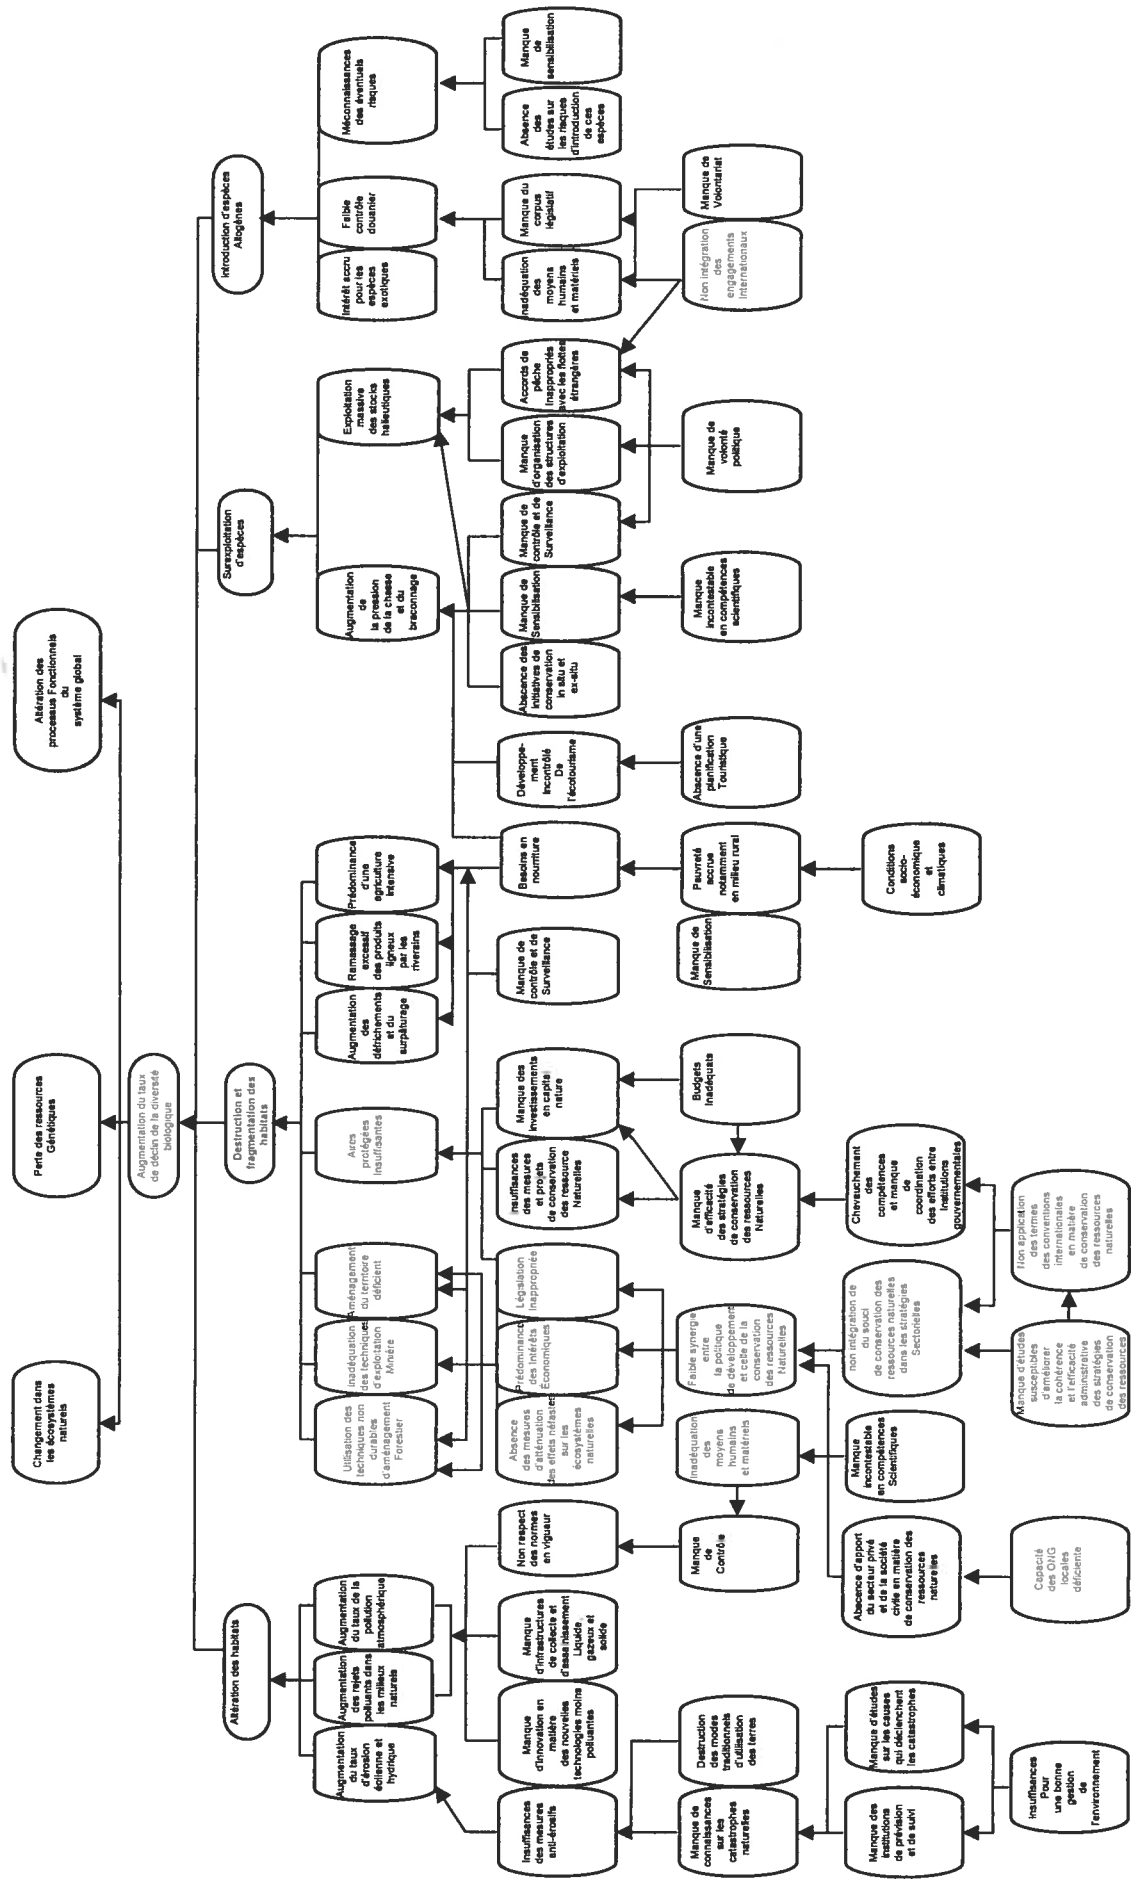 Changement dans
les écosystèmes
naturels
Perte des ressources
Génétiques
Altération des
processus Fonctionnels
du
système global
Augmentation du taux
de déclin de la diversité
biologique
Altération des habitats
Destruction et
fragmentation des
habitats
Surexploitation
d'espèces
Introduction d'espèces
Allogènes
Augmentation
du taux
d'érosion
éolienne et
hydrique
Augmentation
des rejets
polluants dans
les milieux
naturels
Augmentation
du taux de la
pollution
atmosphérique
Utilisation des
techniques non
durables
d'aménagement
Forestier
Inadéquation
des techniques
d'exploitation
Minière
Aménagement
du territoire
déficient
Aires
protégées
Insuffisantes
Augmentation
des
défrichements
et du
surpâturage
Ramassage
excessif
des produits
ligneux
par les
riverains
Prédominance
d'une
agriculture
intensive
Augmentation
de
la pression
de la chasse
et du
braconnage
Exploitation
massive
des stocks
halieutiques
Intérêt accru
pour les
espèces
exotiques
Faible
contrôle
douanier
Méconnaissances
des éventuels
risques
Insuffisances
des mesures
anti-érosifs
Manque
d'innovation en
matière
des nouvelles
technologies moins
polluantes
Manque
d'infrastructures
de collecte et
d'assainissement
Liquide
gazeux et
solide
Non respect
des normes
en vigueur
Absence
des mesures
d'atténuation
des effets néfastes
sur les
écosystèmes
naturelles
Prédominance
des Intérêts
Économiques
Législation
Inappropriée
Insuffisances
des mesures
et projets
de conservation
des ressource
Naturelles
Manque des
Investissements
en capital
nature
Manque de
contrôle et de
Surveillance
Besoins en
nourriture
Développe-
ment
Incontrôlé
De
l'écotourisme
Abscence des
initiatives de
conservation
in situ et
ex-situ
Manque de
Sensibilisation
Manque de
contrôle et de
Surveillance
Manque
d'organisation
des structures
d'exploitation
Accords de
pêche
Inappropriés
avec les flottes
étrangères
Inadéquation
des
moyens
humains
et matériels
Manque du
corpus
législatif
Absence
des
études sur
les risques
d'introduction
de ces
espèces
Manque
de
sensibilisation
Manque de
connaissances
sur les
catastrophes
naturelles
Destruction
des modes
traditionnels
d'utilisation
des terres
Manque
de
Contrôle
Inadéquation
des
moyens
humains
et matériels
Faible synergie
entre
la politique
de développement
et celle de la
conservation
des ressources
Naturelles
Manque
d'efficacité
des stratégies
de conservation
des ressources
Naturelles
Budgets
Inadéquats
Manque de
Sensibilisation
Pauvreté
accrue
notamment
en milieu rural
Abscence d'une
planification
Touristique
Manque
incontestable
en compétences
scientifiques
Manque de
volonté
politique
Non intégration
des
engagements
Internationaux
Manque de
Volontariat
Manque des
institutions
de prévision
et de suivi
Manque d'études
sur les causes
qui déclenchent
les catastrophes
Abscence d'apport
du secteur privé
et de la société
civile en matière
de conservation des
ressources
naturelles
Manque
incontestable
en compétences
Scientifiques
non intégration de
du souci
de conservation des
ressources naturelles
dans les stratégies
Sectorielles
Chevauchement
des
compétences
et manque
de
coordination
des efforts entre
Institutions
gouvernementales
Conditions
socio-
économique
et
climatiques
Insuffisances
Pour
une bonne
gestion
de
l'environnement
Capacité
des ONG
locales
déficiente
Manque d'études
susceptibles
d'améliorer
la cohérence
et l'efficacité
administrative
des stratégies
de conservation
des ressources
Non application
des termes
des conventions
internationales
en matière
de conservation
des ressources
naturelles